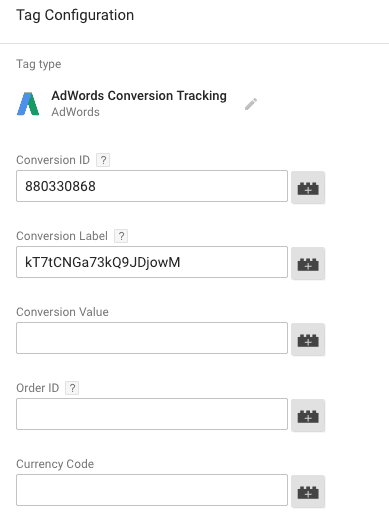 Tag Configuration
Tag type
AdWords Conversion Tracking
AdWords
Conversion ID ?
880330868
Conversion Label ?
kT7tCNGa73kQ9JDjowM
Conversion Value
Order ID ?
Currency Code